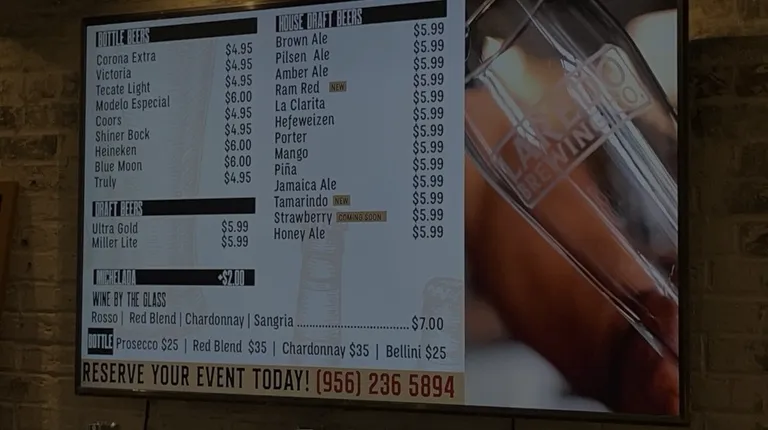 BOTTLE BEERS
Corona Extra $4.95
Victoria $4.95
Tecate Light $4.95
Modelo Especial $6.00
Coors $4.95
Shiner Bock $4.95
Heineken $6.00
Blue Moon $6.00
Truly $4.95
DRAFT BEERS
Ultra Gold $5.99
Miller Lite $5.99
MICHELADA +$2.00
HOUSE DRAFT BEERS
Brown Ale $5.99
Pilsen Ale $5.99
Amber Ale $5.99
Ram Red NEW $5.99
La Clarita $5.99
Hefeweizen $5.99
Porter $5.99
Mango $5.99
Piña $5.99
Jamaica Ale $5.99
Tamarindo NEW $5.99
Strawberry COMING SOON $5.99
Honey Ale $5.99
WINE BY THE GLASS
Rosso | Red Blend | Chardonnay | Sangria ........................ $7.00
BOTTLE Prosecco $25 | Red Blend $35 | Chardonnay $35 | Bellini $25
RESERVE YOUR EVENT TODAY! (956) 236 5894
BREWING CO.